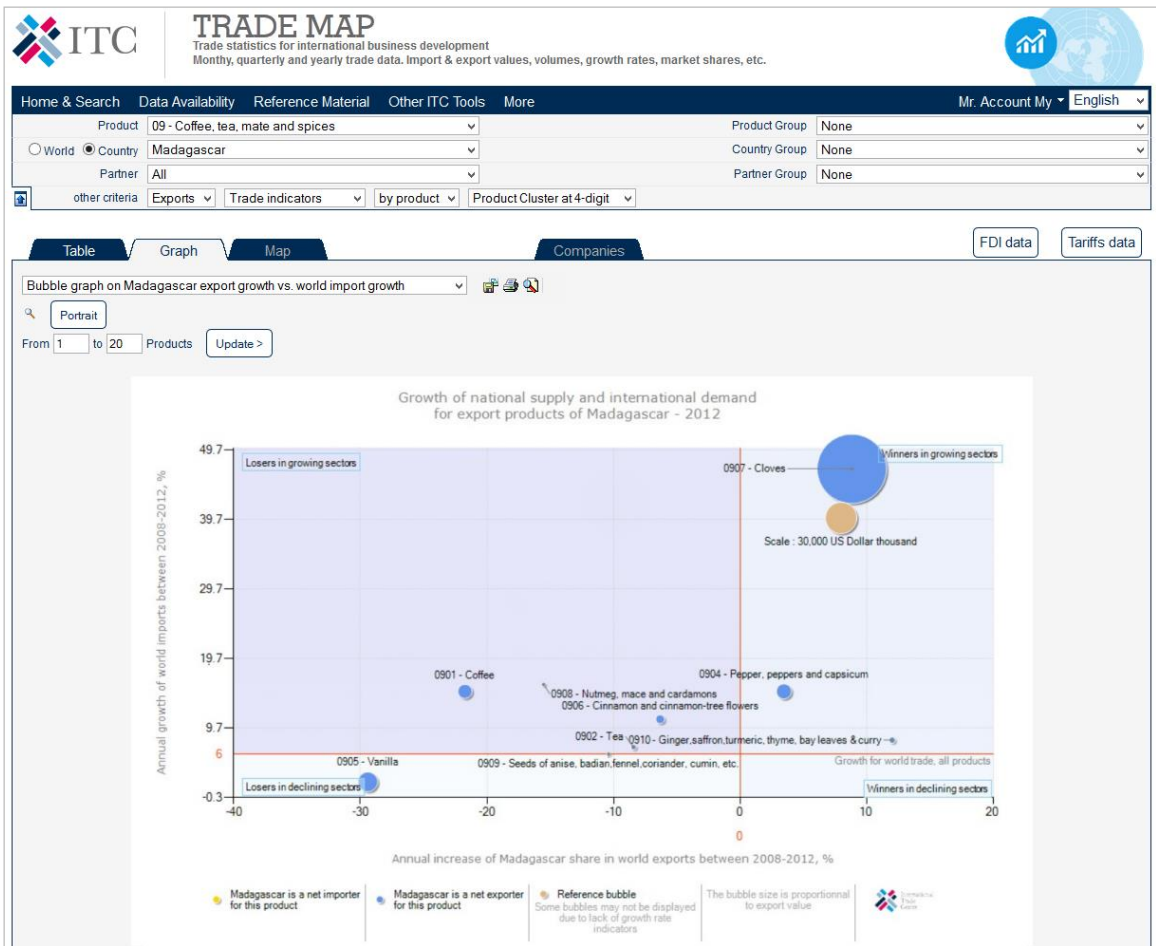 ITC
TRADE MAP
Trade statistics for international business development
Monthy, quarterly and yearly trade data. Import & export values, volumes, growth rates, market shares, etc.
Home & Search Data Availability Reference Material Other ITC Tools More Mr. Account My English
Product 09 - Coffee, tea, mate and spices Product Group None
World Country Madagascar Country Group None
Partner All Partner Group None
other criteria Exports Trade indicators by product Product Cluster at 4-digit
Table Graph Map Companies FDI data Tariffs data
Bubble graph on Madagascar export growth vs. world import growth
Portrait
From 1 to 20 Products Update >
Growth of national supply and international demand
for export products of Madagascar - 2012
Annual growth of world imports between 2008-2012, %
49.7
39.7
29.7
19.7
9.7
6
-0.3
Losers in growing sectors
Winners in growing sectors
0907 - Cloves
Scale : 30,000 US Dollar thousand
0901 - Coffee
0904 - Pepper, peppers and capsicum
0908 - Nutmeg, mace and cardamons
0906 - Cinnamon and cinnamon-tree flowers
0902 - Tea
0910 - Ginger,saffron,turmeric, thyme, bay leaves & curry
0905 - Vanilla
0909 - Seeds of anise, badian,fennel,coriander, cumin, etc.
Growth for world trade, all products
Losers in declining sectors
Winners in declining sectors
-40 -30 -20 -10 0 10 20
0
Annual increase of Madagascar share in world exports between 2008-2012, %
Madagascar is a net importer
for this product
Madagascar is a net exporter
for this product
Reference bubble
Some bubbles may not be displayed
due to lack of growth rate
indicators
The bubble size is proportionnal
to export value
International
Trade
Centre